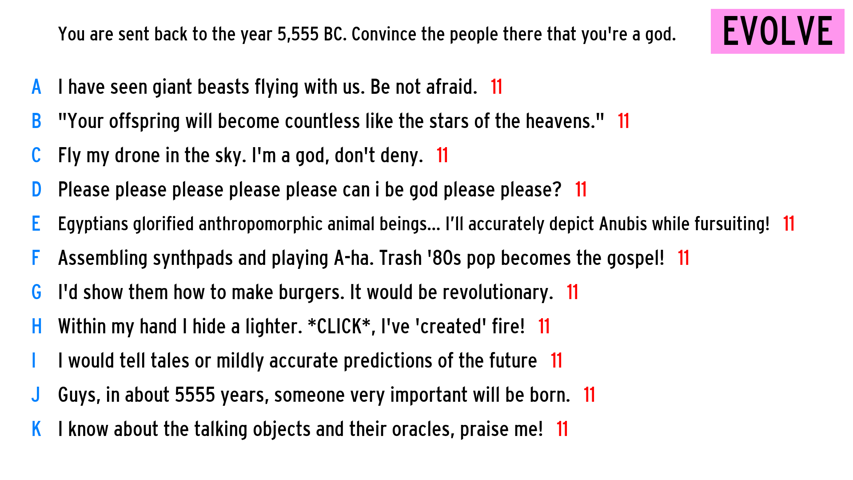 You are sent back to the year 5,555 BC. Convince the people there that you're a god.
EVOLVE
A I have seen giant beasts flying with us. Be not afraid. 11
B "Your offspring will become countless like the stars of the heavens." 11
C Fly my drone in the sky. I'm a god, don't deny. 11
D Please please please please please can i be god please please? 11
E Egyptians glorified anthropomorphic animal beings... I'll accurately depict Anubis while fursuiting! 11
F Assembling synthpads and playing A-ha. Trash '80s pop becomes the gospel! 11
G I'd show them how to make burgers. It would be revolutionary. 11
H Within my hand I hide a lighter. *CLICK*, I've 'created' fire! 11
I I would tell tales or mildly accurate predictions of the future 11
J Guys, in about 5555 years, someone very important will be born. 11
K I know about the talking objects and their oracles, praise me! 11